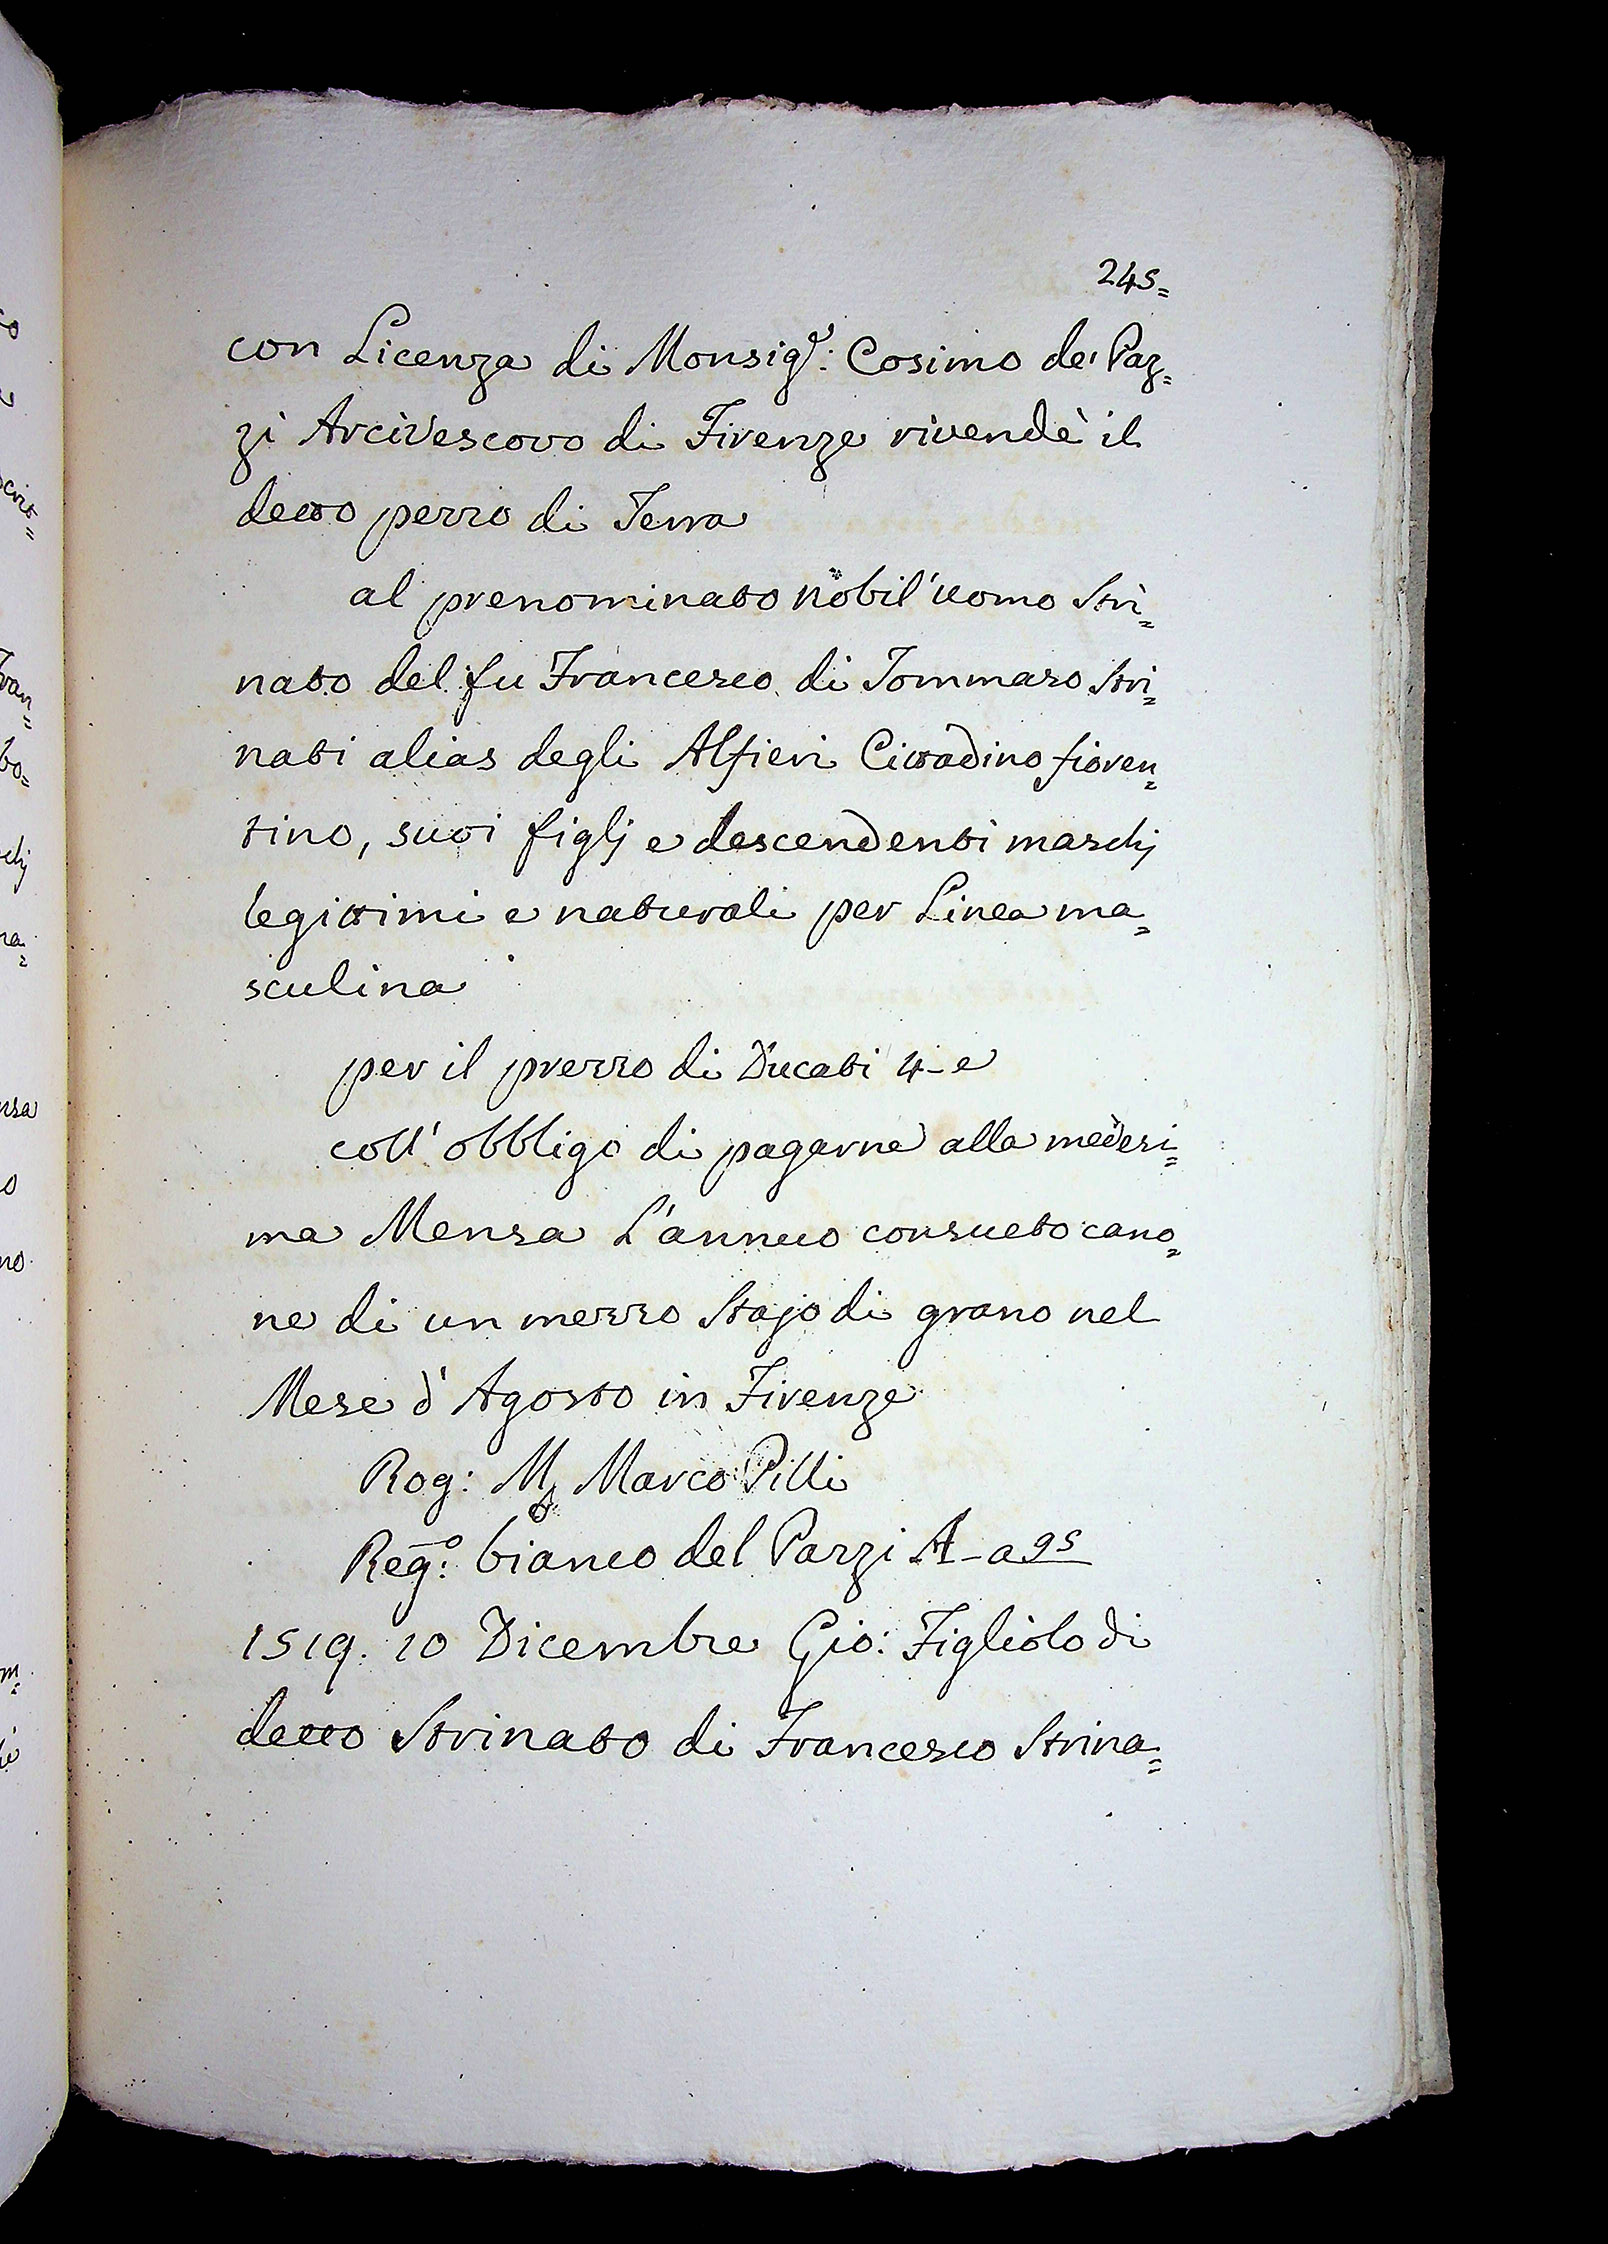 245=
con Licenza di Monsig.r: Cosimo de' Paz=
zi Arcivescovo di Firenze rivendè il
detto pezzo di Terra
al prenominato Nobil'uomo Stri=
nato del fu Francesco di Tommaso Stri=
nati alias degli Alfieri Cittadino fioren=
tino, suoi figlj e descendenti maschj
legittimi e naturali per Linea ma=
sculina
per il prezzo di Ducati 4 - e
coll' obbligo di pagarne alla medesi=
ma Mensa L'annuo consueto cano=
ne di un mezzo Stajo di grano nel
Mese d'Agosto in Firenze
Rog: M Marco Pilli
Reg:o bianco del Pazzi A - a 95
1519. 10 Dicembre Gio: Figliolo di
detto Strinato di Francesco Strina=